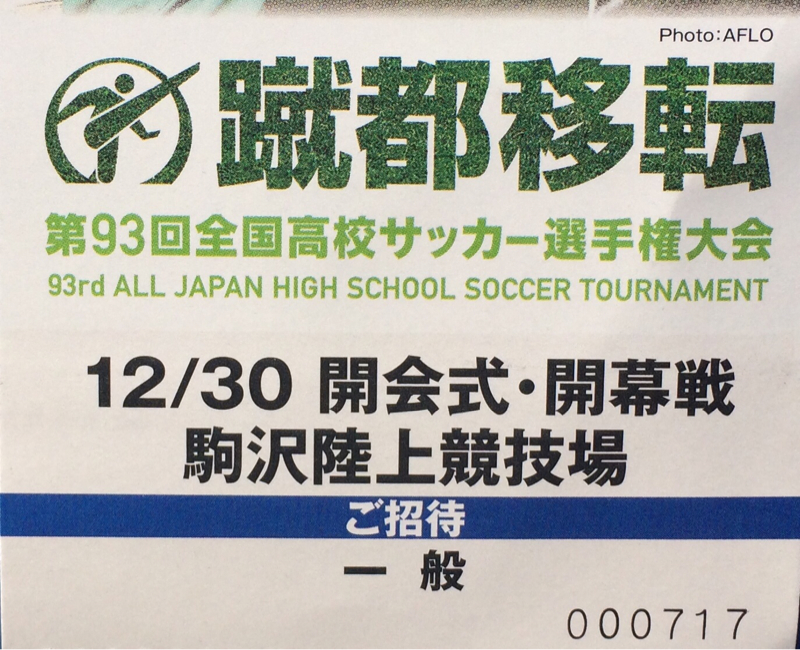 Photo:AFLO
蹴都移転
第93回全国高校サッカー選手権大会
93rd ALL JAPAN HIGH SCHOOL SOCCER TOURNAMENT
12/30 開会式・開幕戦
駒沢陸上競技場
ご招待
一 般
000717